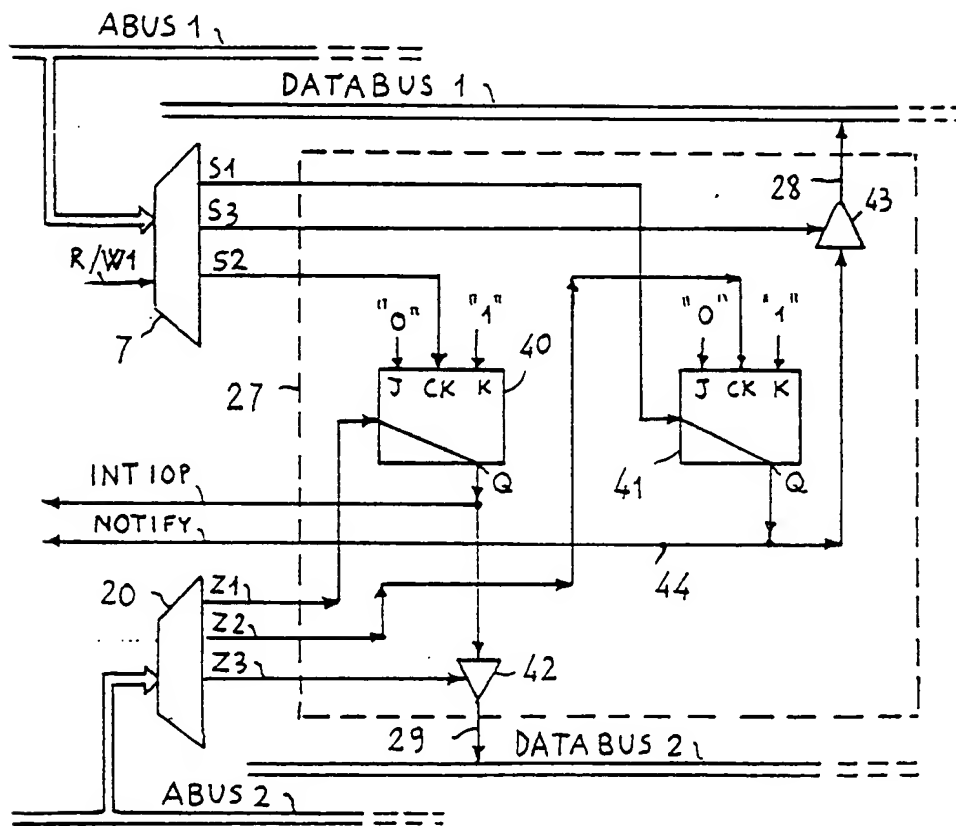 ABUS 1
DATABUS 1
S1
S3
S2
R/W1
7
28
43
"0"
"1"
40
J CK K
Q
"0"
"1"
J CK K
41
Q
27
INT IOP
NOTIFY
44
20
Z1
Z2
Z3
42
29
DATABUS 2
ABUS 2